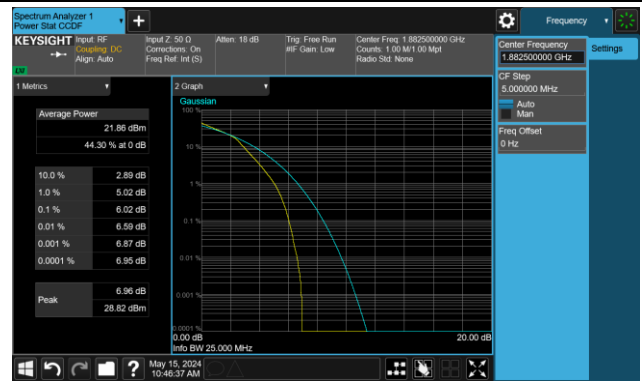 Spectrum Analyzer 1
Power Stat CCDF
Frequency
KEYSIGHT
Input: RF
Coupling: DC
Align: Auto
Input Z: 50 Ω
Corrections: On
Freq Ref: Int (S)
Atten: 18 dB
Trig: Free Run
#IF Gain: Low
Center Freq: 1.882500000 GHz
Counts: 1.00 M/1.00 Mpt
Radio Std: None
LW
Center Frequency
1.882500000 GHz
Settings
CF Step
5.000000 MHz
Auto
Man
Freq Offset
0 Hz
1 Metrics
Average Power
21.86 dBm
44.30 % at 0 dB
10.0 % 2.89 dB
1.0 % 5.02 dB
0.1 % 6.02 dB
0.01 % 6.59 dB
0.001 % 6.87 dB
0.0001 % 6.95 dB
Peak
6.96 dB
28.82 dBm
2 Graph
Gaussian
100 %
10 %
1 %
0.1 %
0.01 %
0.001 %
0.0001 %
0.00 dB 20.00 dB
Info BW 25.000 MHz
May 15, 2024
10:46:37 AM